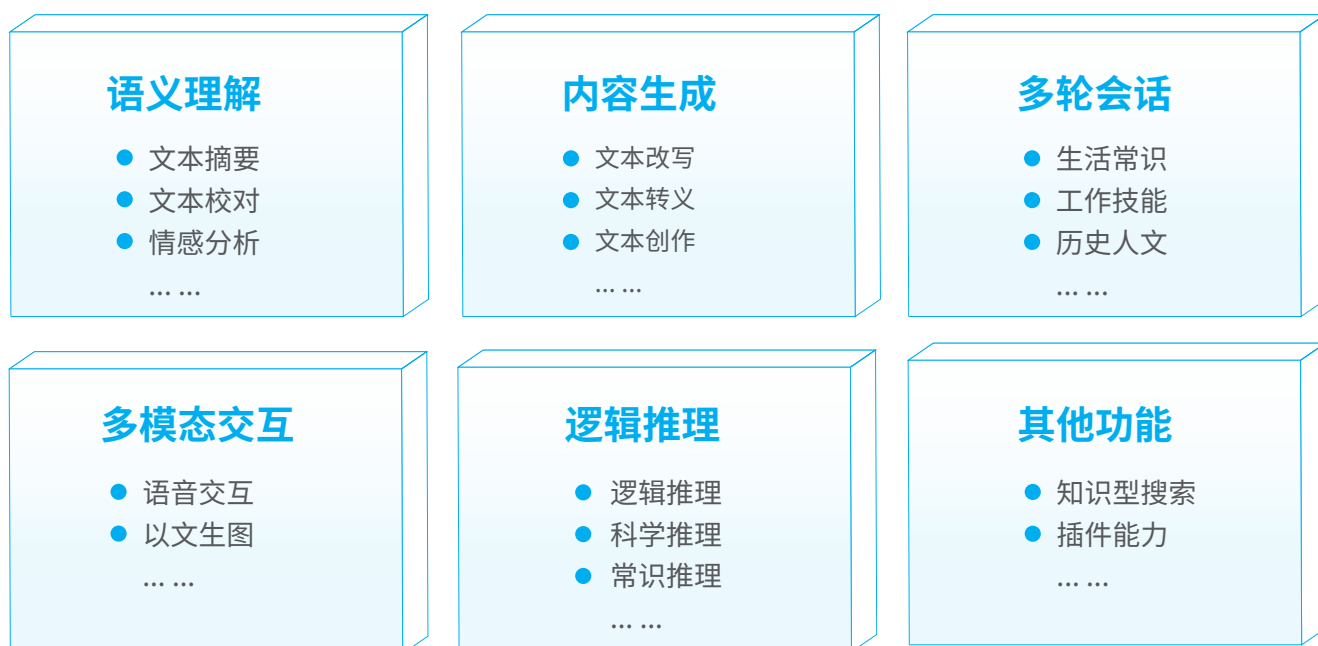 语义理解
文本摘要
文本校对
情感分析
... ...
内容生成
文本改写
文本转义
文本创作
... ...
多轮会话
生活常识
工作技能
历史人文
... ...
多模态交互
语音交互
以文生图
... ...
逻辑推理
逻辑推理
科学推理
常识推理
... ...
其他功能
知识型搜索
插件能力
... ...